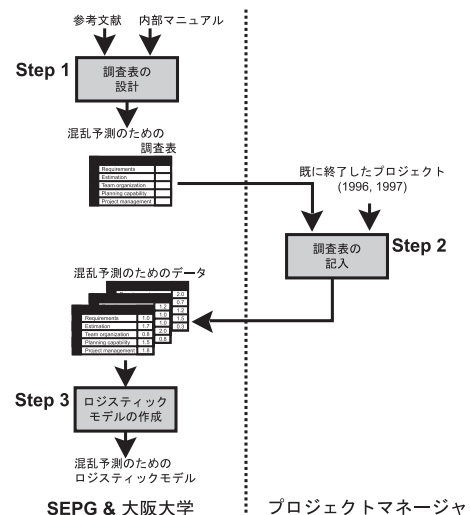 参考文献 内部マニュアル
Step 1
調査表の
設計
混乱予測のための
調査表
Requirements
Estimation
Team organization
Planning capability
Project management
既に終了したプロジェクト
(1996, 1997)
調査表の
記入
Step 2
混乱予測のためのデータ
2.0
0.7
1.2
1.2
1.0
1.5
1.0
0.3
2.0
0.8
Requirements 1.0
Estimation 1.7
Team organization 0.8
Planning capability 1.5
Project management 1.8
Step 3
ロジスティック
モデルの作成
混乱予測のための
ロジスティックモデル
SEPG & 大阪大学
プロジェクトマネージャ